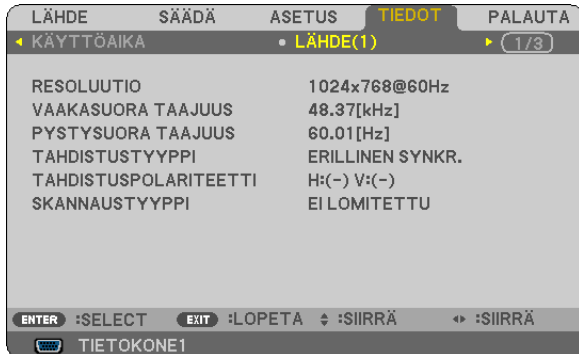 LÄHDE SÄÄDÄ ASETUS TIEDOT PALAUTA
KÄYTTÖAIKA • LÄHDE(1) 1/3
RESOLUUTIO 1024x768@60Hz
VAAKASUORA TAAJUUS 48.37[kHz]
PYSTYSUORA TAAJUUS 60.01[Hz]
TAHDISTUSTYYPPI ERILLINEN SYNKR.
TAHDISTUSPOLARITEETTI H:(-) V:(-)
SKANNAUSTYYPPI EI LOMITETTU
ENTER :SELECT EXIT :LOPETA :SIIRRÄ :SIIRRÄ
TIETOKONE1